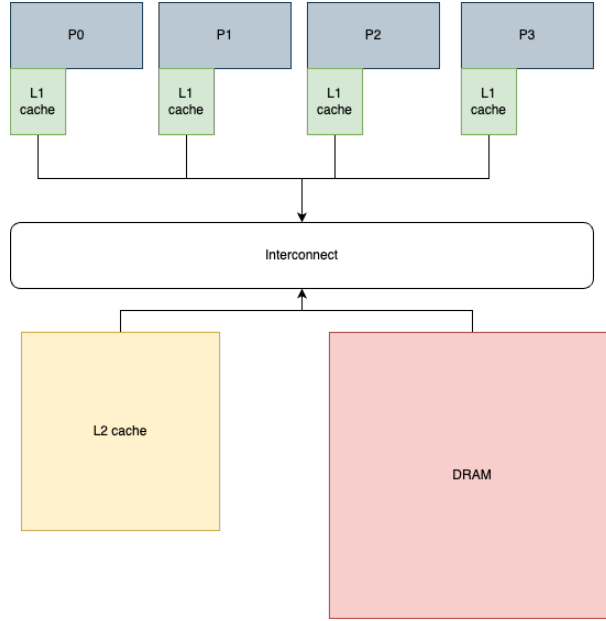 P0
P1
P2
P3
L1
cache
L1
cache
L1
cache
L1
cache
Interconnect
L2 cache
DRAM